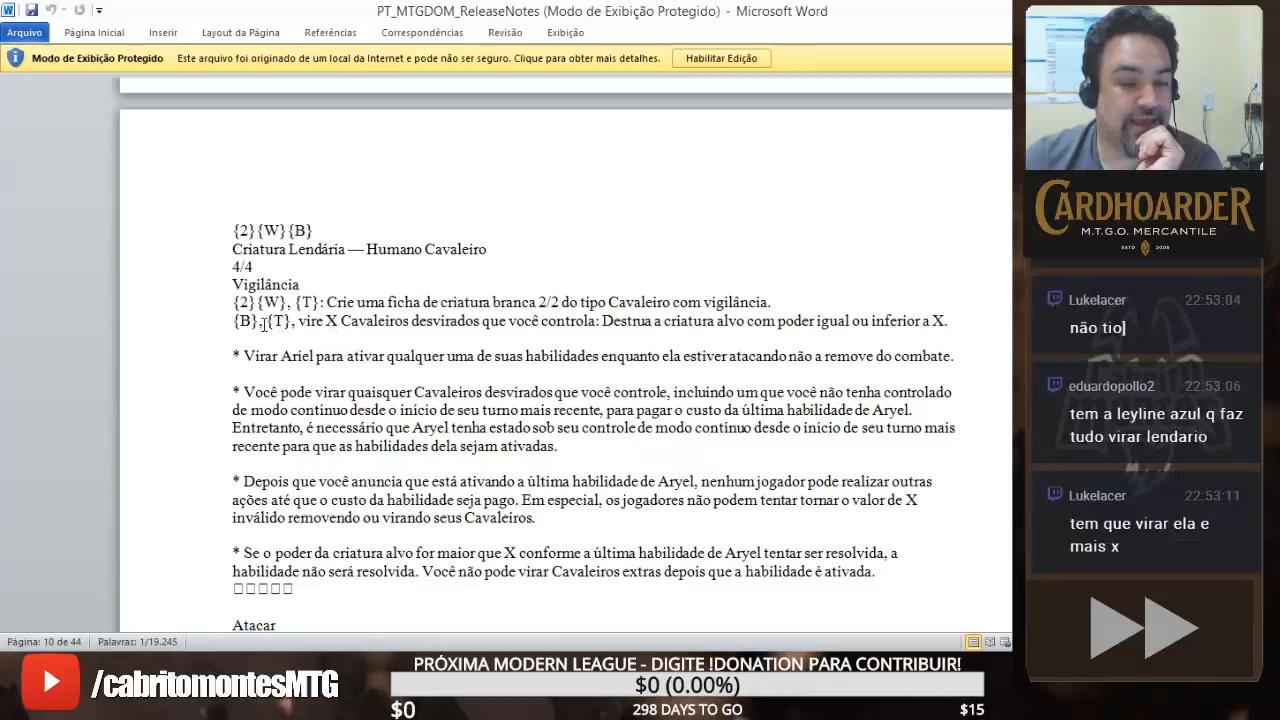 PT_MTGDOM_ReleaseNotes (Modo de Exibição Protegido) - Microsoft Word
Arquivo
Página Inicial
Inserir
Layout da Página
Referências
Correspondências
Revisão
Exibição
Modo de Exibição Protegido
Este arquivo foi originado de um local da Internet e pode não ser seguro. Clique para obter mais detalhes.
Habilitar Edição
{2}{W}{B}
Criatura Lendária — Humano Cavaleiro
4/4
Vigilância
{2}{W}, {T}: Crie uma ficha de criatura branca 2/2 do tipo Cavaleiro com vigilância.
{B}, {T}, vire X Cavaleiros desvirados que você controla: Destrua a criatura alvo com poder igual ou inferior a X.
* Virar Ariel para ativar qualquer uma de suas habilidades enquanto ela estiver atacando não a remove do combate.
* Você pode virar quaisquer Cavaleiros desvirados que você controle, incluindo um que você não tenha controlado
de modo contínuo desde o início de seu turno mais recente, para pagar o custo da última habilidade de Aryel.
Entretanto, é necessário que Aryel tenha estado sob seu controle de modo contínuo desde o início de seu turno mais
recente para que as habilidades dela sejam ativadas.
* Depois que você anuncia que está ativando a última habilidade de Aryel, nenhum jogador pode realizar outras
ações até que o custo da habilidade seja pago. Em especial, os jogadores não podem tentar tornar o valor de X
inválido removendo ou virando seus Cavaleiros.
* Se o poder da criatura alvo for maior que X conforme a última habilidade de Aryel tentar ser resolvida, a
habilidade não será resolvida. Você não pode virar Cavaleiros extras depois que a habilidade é ativada.
Atacar
Página: 10 de 44
Palavras: 1/19.245
CARDHOARDER
M.T.G.O. MERCANTILE
ESTD 2005
Lukelacer 22:53:04
não tio]
eduardopollo2 22:53:06
tem a leyline azul q faz
tudo virar lendario
Lukelacer 22:53:11
tem que virar ela e
mais x
/cabritomontesMTG
PRÓXIMA MODERN LEAGUE - DIGITE !DONATION PARA CONTRIBUIR!
$0 (0.00%)
$0
298 DAYS TO GO
$15